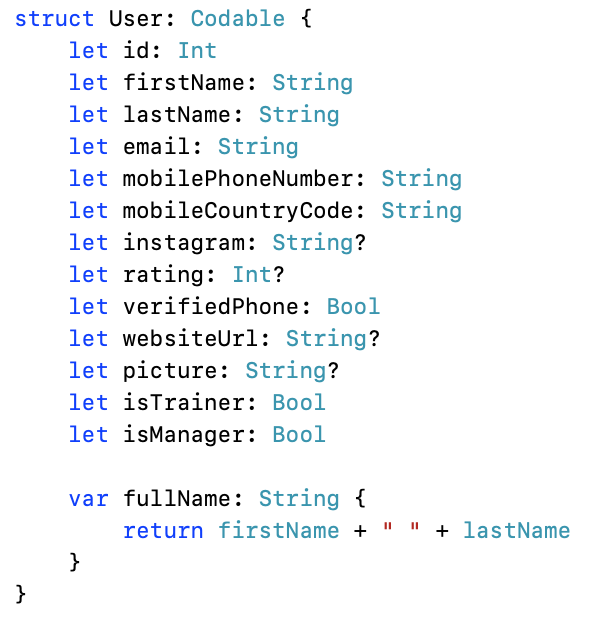 struct User: Codable {
    let id: Int
    let firstName: String
    let lastName: String
    let email: String
    let mobilePhoneNumber: String
    let mobileCountryCode: String
    let instagram: String?
    let rating: Int?
    let verifiedPhone: Bool
    let websiteUrl: String?
    let picture: String?
    let isTrainer: Bool
    let isManager: Bool

    var fullName: String {
        return firstName + " " + lastName
    }
}